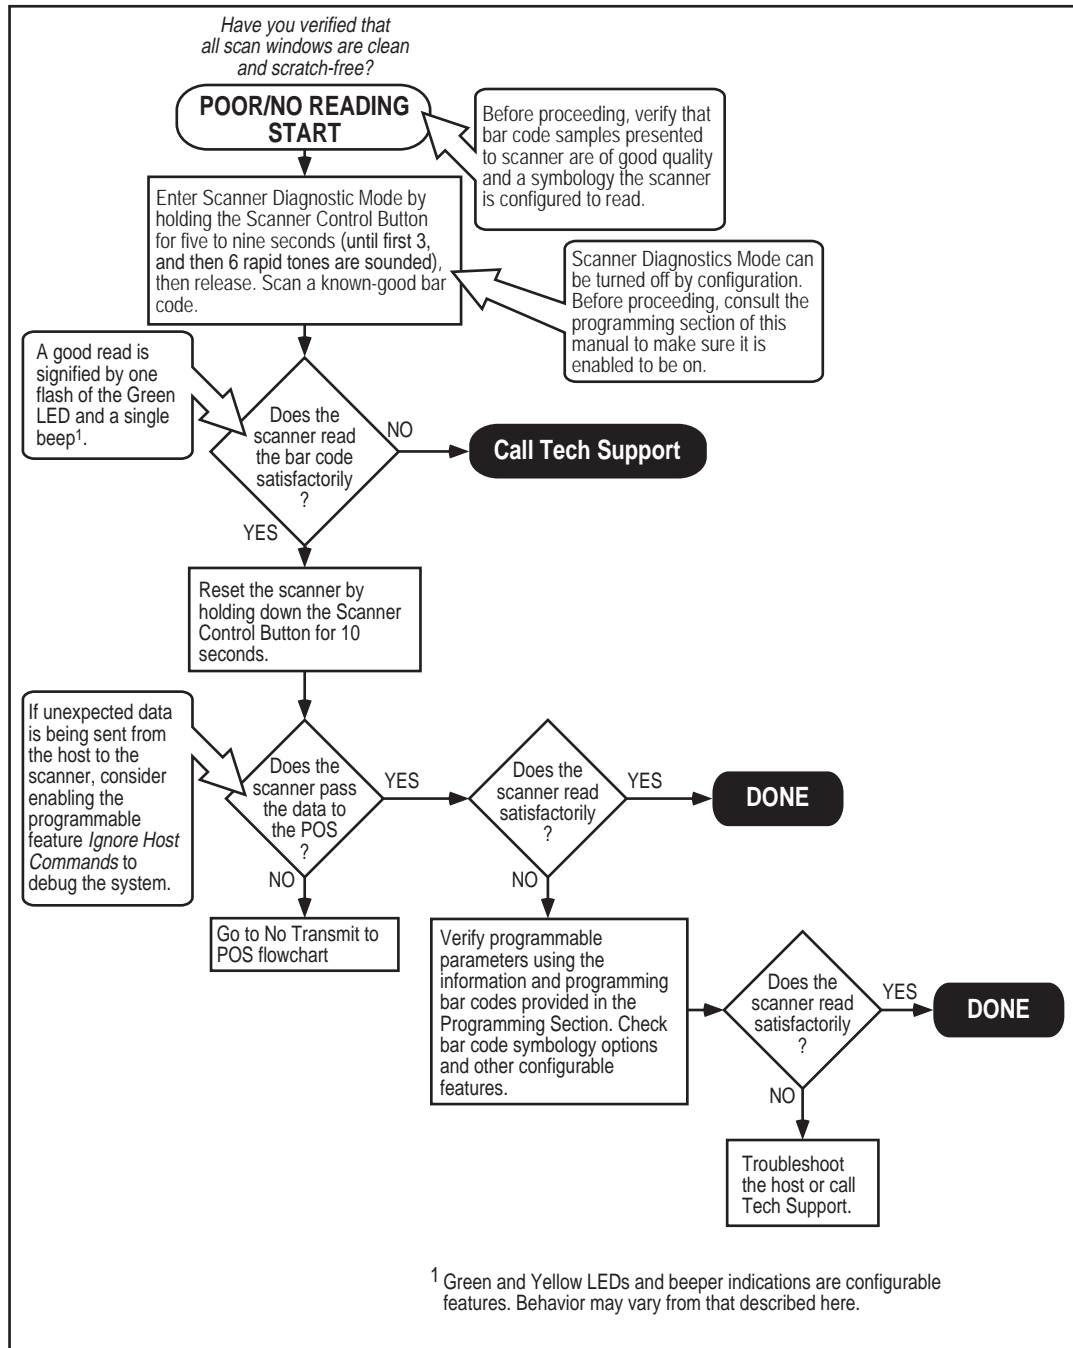 Have you verified that
all scan windows are clean
and scratch-free?
POOR/NO READING
START
Before proceeding, verify that
bar code samples presented
to scanner are of good quality
and a symbology the scanner
is configured to read.
Enter Scanner Diagnostic Mode by
holding the Scanner Control Button
for five to nine seconds (until first 3,
and then 6 rapid tones are sounded),
then release. Scan a known-good bar
code.
Scanner Diagnostics Mode can
be turned off by configuration.
Before proceeding, consult the
programming section of this
manual to make sure it is
enabled to be on.
A good read is
signified by one
flash of the Green
LED and a single
beep1.
Does the
scanner read
the bar code
satisfactorily
?
NO
Call Tech Support
YES
Reset the scanner by
holding down the Scanner
Control Button for 10
seconds.
If unexpected data
is being sent from
the host to the
scanner, consider
enabling the
programmable
feature Ignore Host
Commands to
debug the system.
Does the
scanner pass
the data to
the POS
?
YES
Does the
scanner read
satisfactorily
?
YES
DONE
NO
Go to No Transmit to
POS flowchart
NO
Verify programmable
parameters using the
information and programming
bar codes provided in the
Programming Section. Check
bar code symbology options
and other configurable
features.
Does the
scanner read
satisfactorily
?
YES
DONE
NO
Troubleshoot
the host or call
Tech Support.
1 Green and Yellow LEDs and beeper indications are configurable
features. Behavior may vary from that described here.